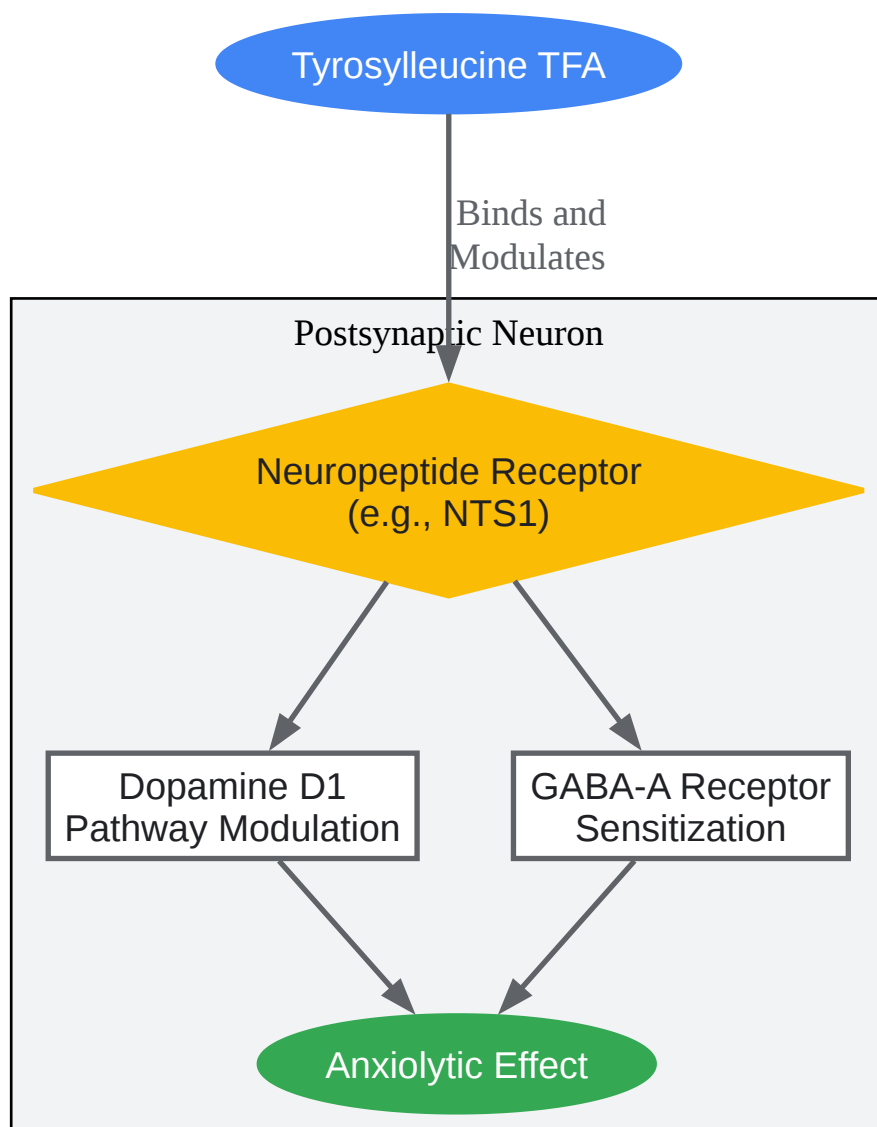 Tyrosylleucine TFA
Binds and
Modulates
Postsynaptic Neuron
Neuropeptide Receptor
(e.g., NTS1)
Dopamine D1
Pathway Modulation
GABA-A Receptor
Sensitization
Anxiolytic Effect